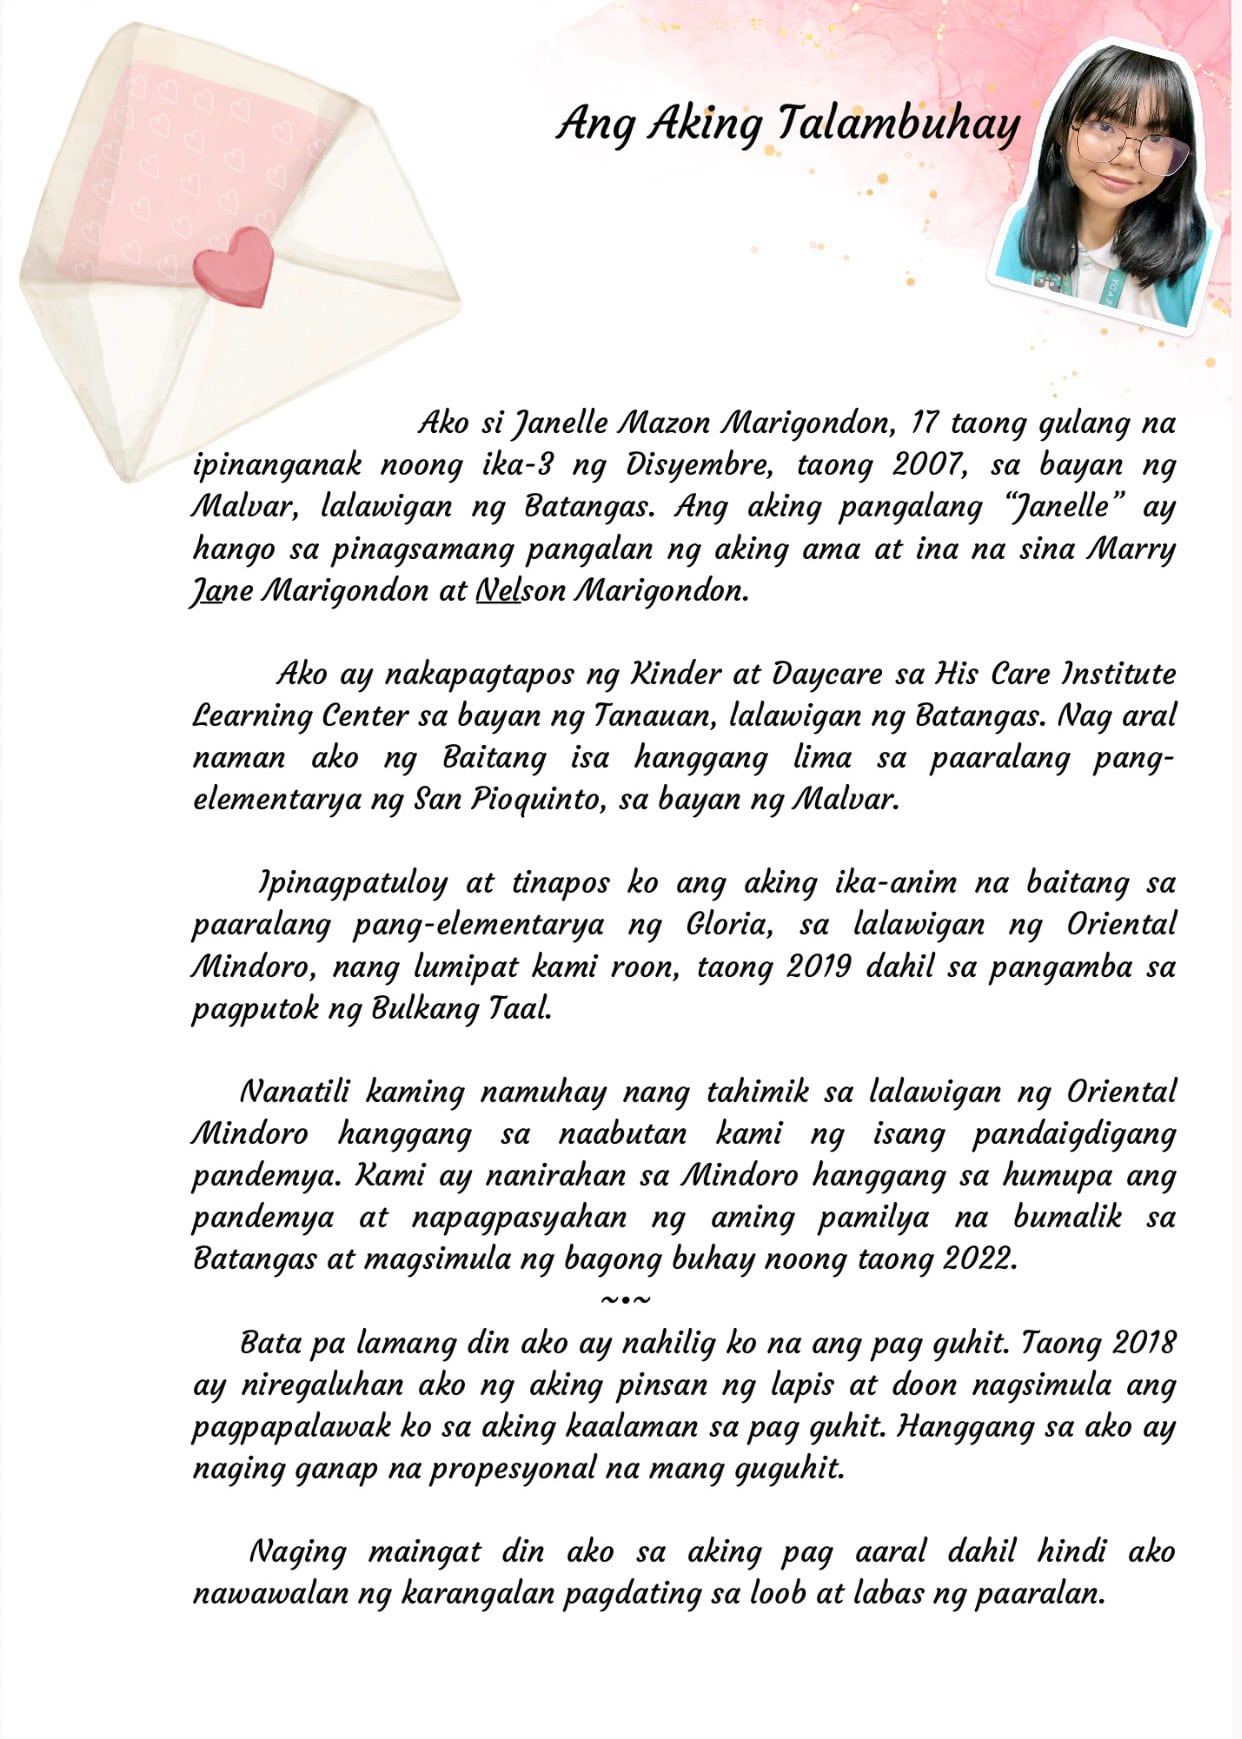 Ang Aking Talambuhay
Ako si Janelle Mazon Marigondon, 17 taong gulang na
ipinanganak noong ika-3 ng Disyembre, taong 2007, sa bayan ng
Malvar, lalawigan ng Batangas. Ang aking pangalang “Janelle” ay
hango sa pinagsamang pangalan ng aking ama at ina na sina Marry
Jane Marigondon at Nelson Marigondon.
Ako ay nakapagtapos ng Kinder at Daycare sa His Care Institute
Learning Center sa bayan ng Tanauan, lalawigan ng Batangas. Nag aral
naman ako ng Baitang isa hanggang lima sa paaralang pang-
elementarya ng San Pioquinto, sa bayan ng Malvar.
Ipinagpatuloy at tinapos ko ang aking ika-anim na baitang sa
paaralang pang-elementarya ng Gloria, sa lalawigan ng Oriental
Mindoro, nang lumipat kami roon, taong 2019 dahil sa pangamba sa
pagputok ng Bulkang Taal.
Nanatili kaming namuhay nang tahimik sa lalawigan ng Oriental
Mindoro hanggang sa naabutan kami ng isang pandaigdigang
pandemya. Kami ay nanirahan sa Mindoro hanggang sa humupa ang
pandemya at napagpasyahan ng aming pamilya na bumalik sa
Batangas at magsimula ng bagong buhay noong taong 2022.
~•~
Bata pa lamang din ako ay nahilig ko na ang pag guhit. Taong 2018
ay niregaluhan ako ng aking pinsan ng lapis at doon nagsimula ang
pagpapalawak ko sa aking kaalaman sa pag guhit. Hanggang sa ako ay
naging ganap na propesyonal na mang guguhit.
Naging maingat din ako sa aking pag aaral dahil hindi ako
nawawalan ng karangalan pagdating sa loob at labas ng paaralan.